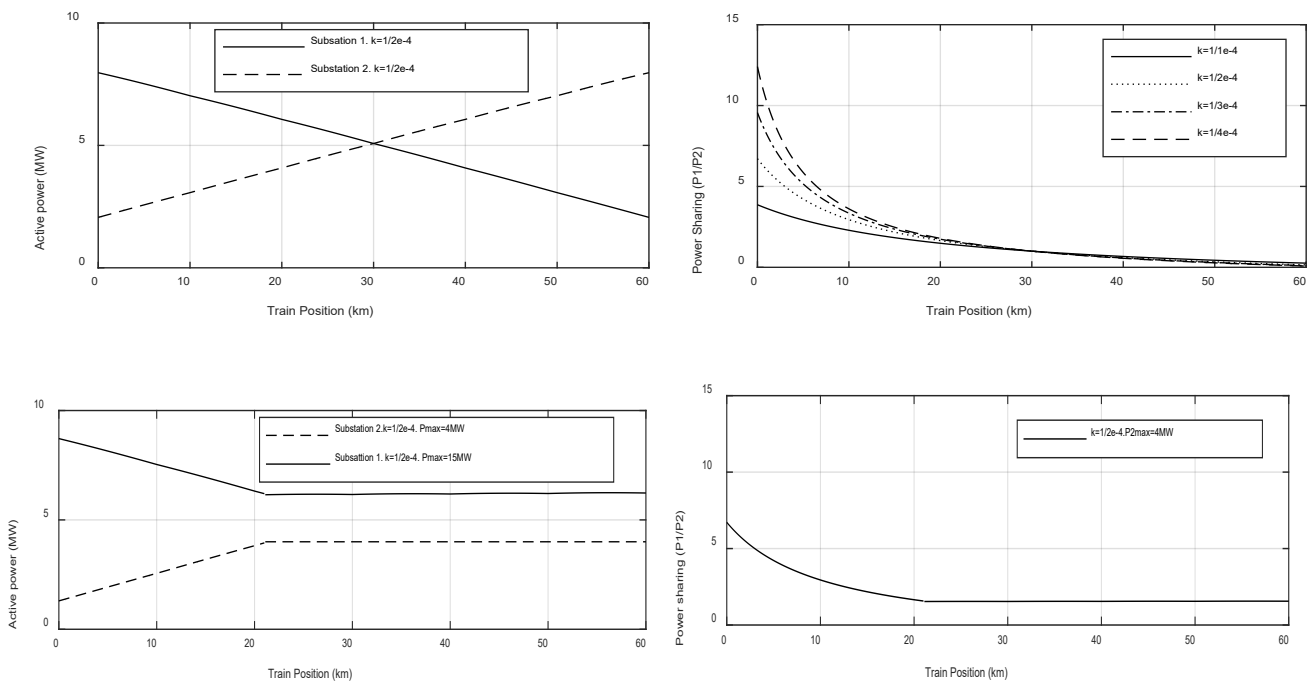 10
5
0
Active power (MW)
Subsation 1. k=1/2e-4
Substation 2. k=1/2e-4
0 10 20 30 40 50 60
Train Position (km)
15
10
5
0
Power Sharing (P1/P2)
k=1/1e-4
k=1/2e-4
k=1/3e-4
k=1/4e-4
0 10 20 30 40 50 60
Train Position (km)
10
5
0
Active power (MW)
Substation 2.k=1/2e-4. Pmax=4MW
Subsattion 1. k=1/2e-4. Pmax=15MW
0 10 20 30 40 50 60
Train Position (km)
15
10
5
0
Power sharing (P1/P2)
k=1/2e-4.P2max=4MW
0 10 20 30 40 50 60
Train Position (km)